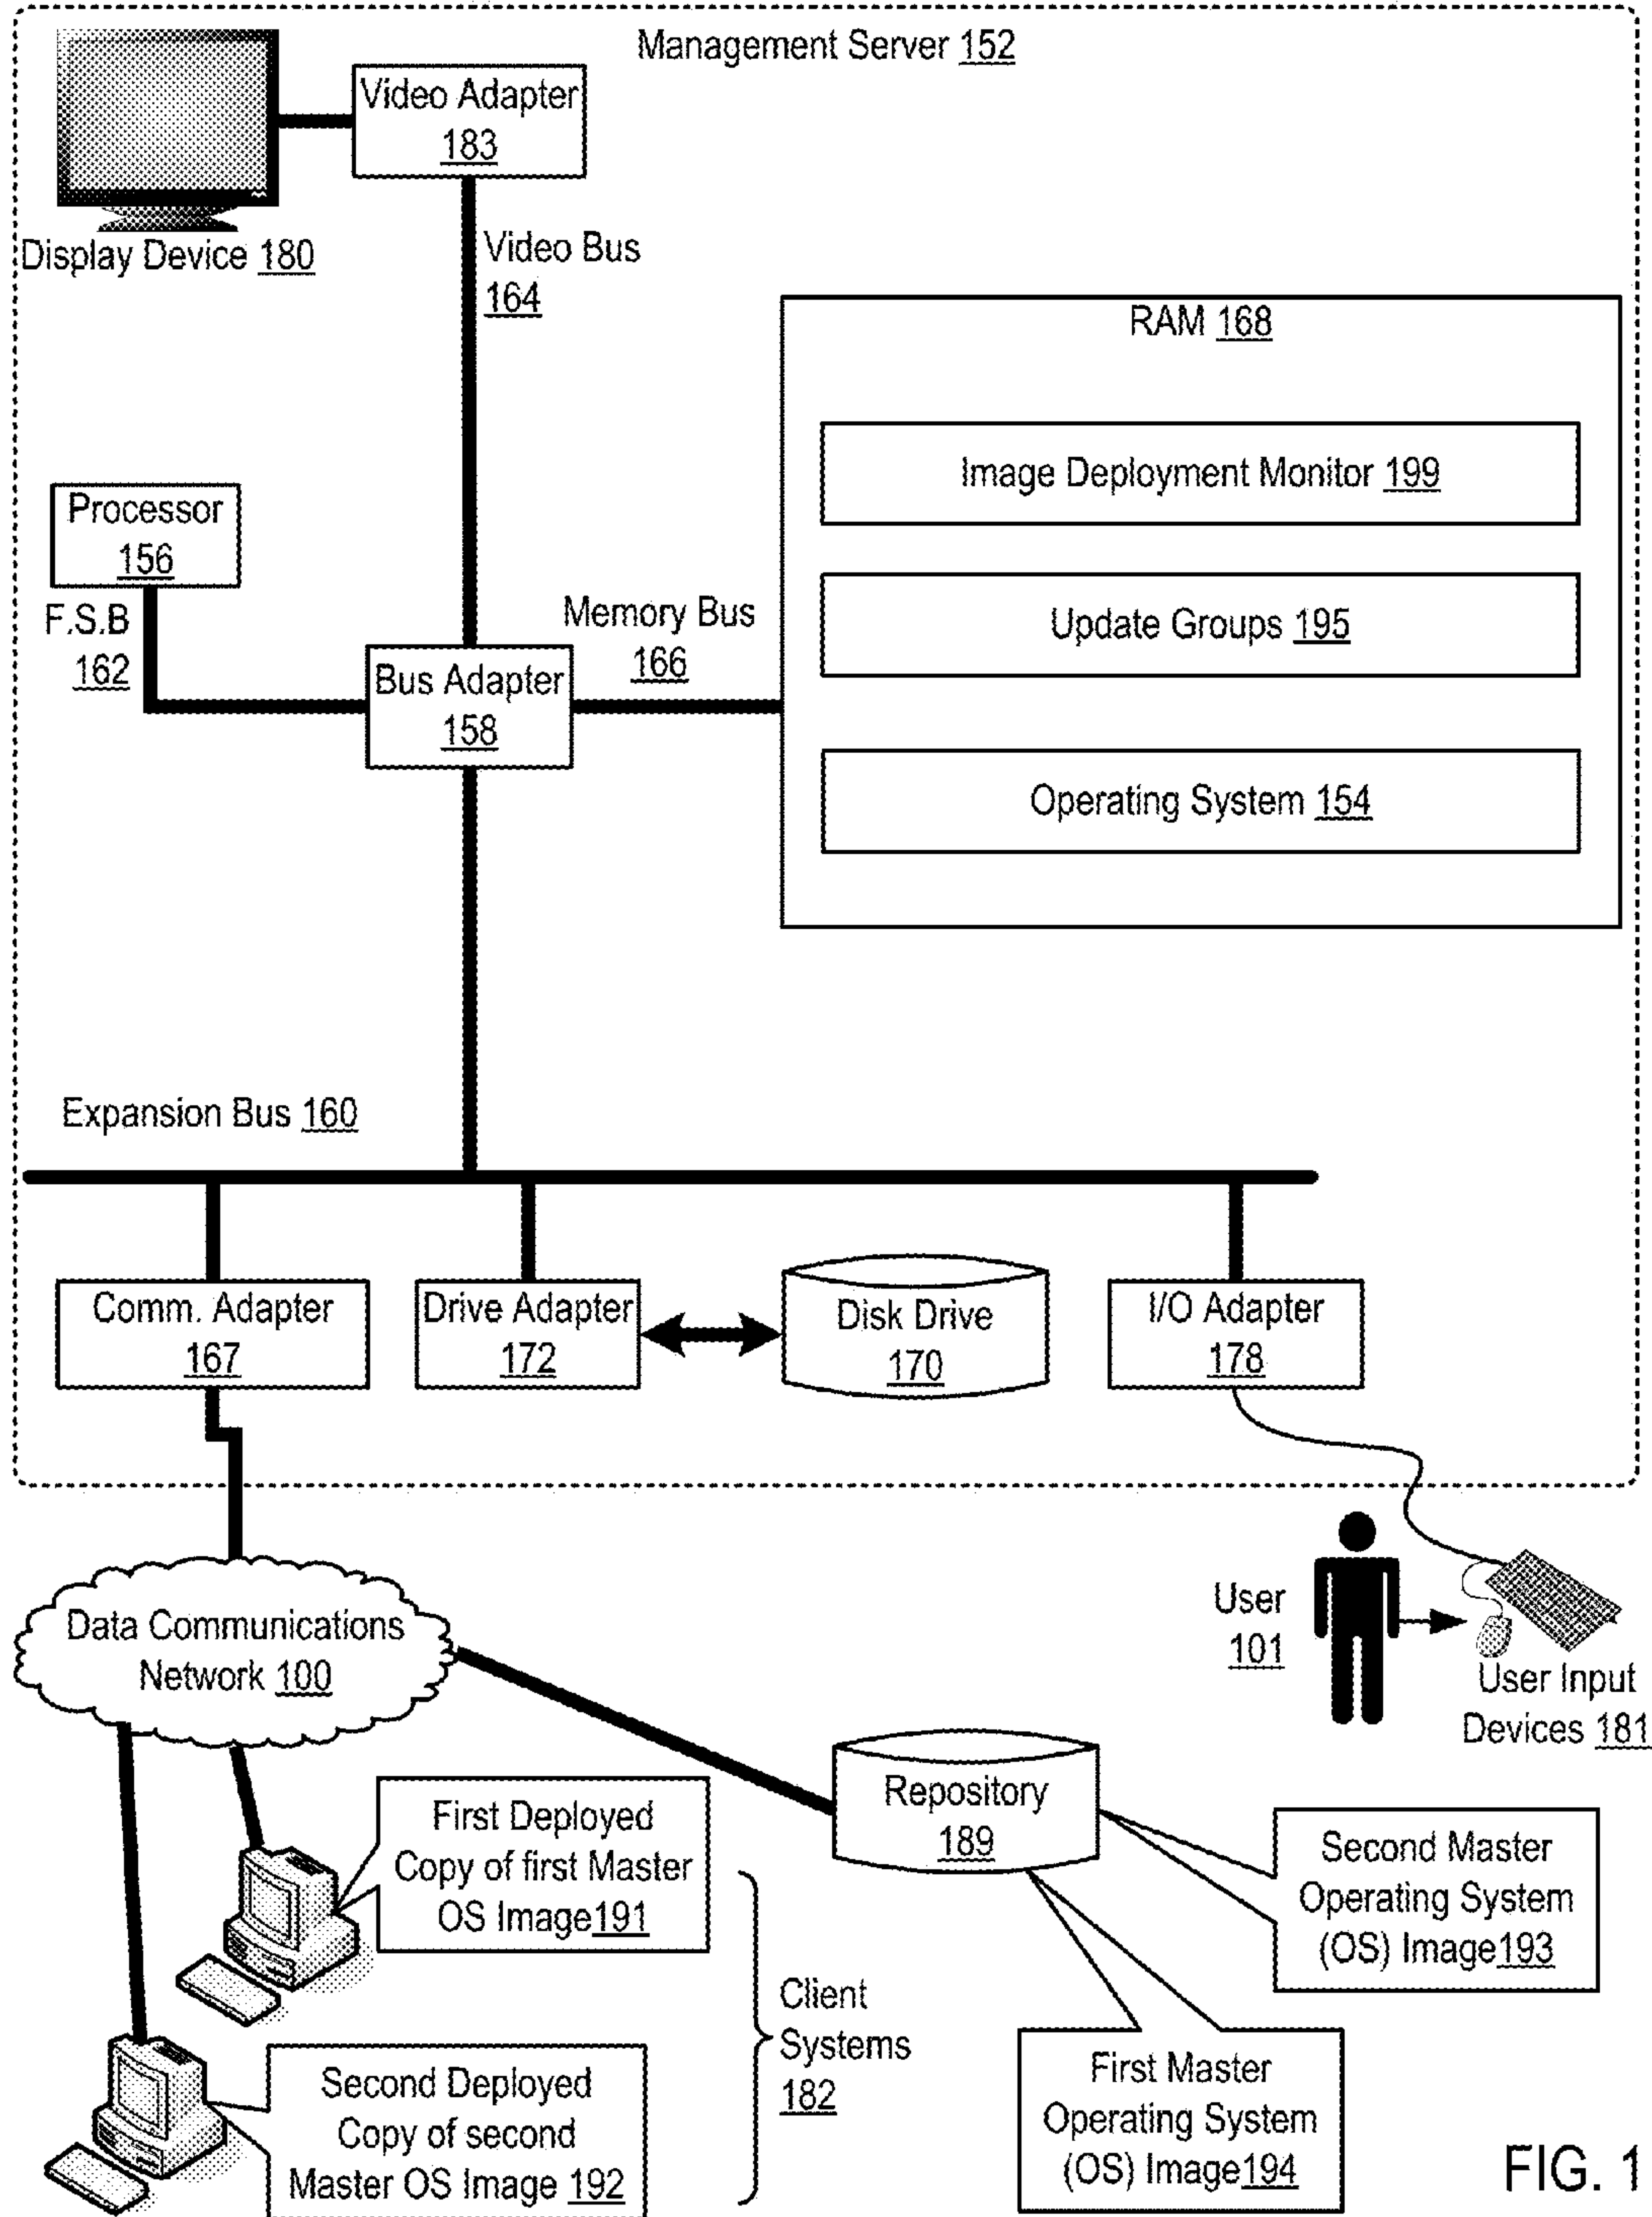 Management Server 152
Video Adapter
183
Display Device 180
Video Bus
164
RAM 168
Image Deployment Monitor 199
Update Groups 195
Operating System 154
Processor
156
F.S.B
162
Memory Bus
166
Bus Adapter
158
Expansion Bus 160
Comm. Adapter
167
Drive Adapter
172
Disk Drive
170
I/O Adapter
178
Data Communications
Network 100
User
101
User Input
Devices 181
Repository
189
First Deployed
Copy of first Master
OS Image191
Second Master
Operating System
(OS) Image193
Client
Systems
182
Second Deployed
Copy of second
Master OS Image 192
First Master
Operating System
(OS) Image194
FIG. 1